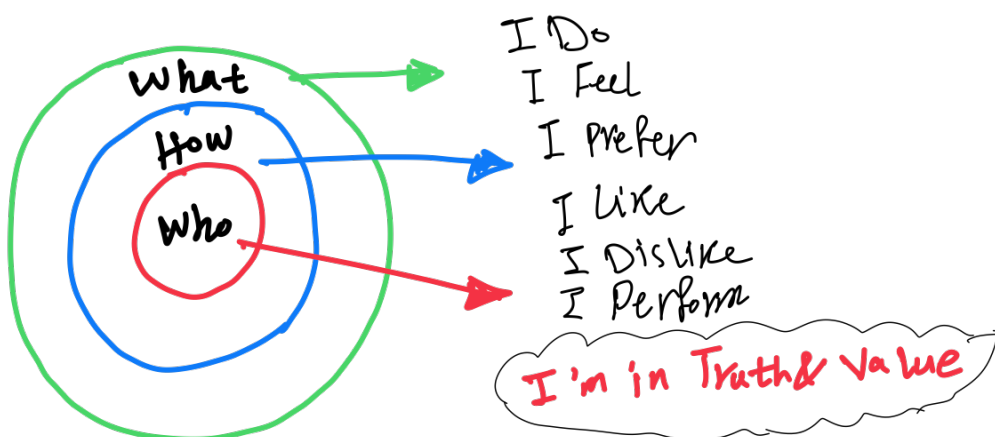 What
How
Who
I Do
I Feel
I Prefer
I Like
I Dislike
I Perform
I'm in Truth & Value